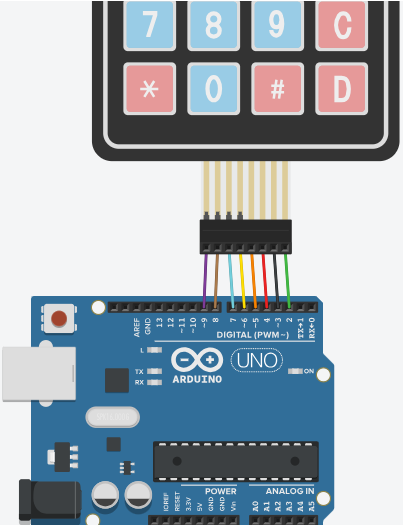 7 8 9 C
* 0 # D
AREF GND 13 12 ~11 ~10 ~9 8 7 ~6 ~5 4 ~3 2 TX→1 RX←0
DIGITAL (PWM~)
L
TX
RX
ARDUINO
UNO
ON
POWER ANALOG IN
IOREF RESET 3.3V 5V GND GND Vin A0 A1 A2 A3 A4 A5